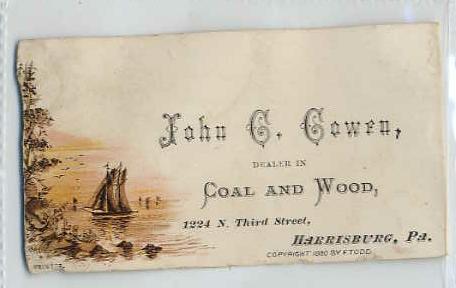 John C. Cowen,
DEALER IN
COAL AND WOOD,
1224 N. Third Street,
HARRISBURG, Pa.
COPYRIGHT 1880 BY F TODD